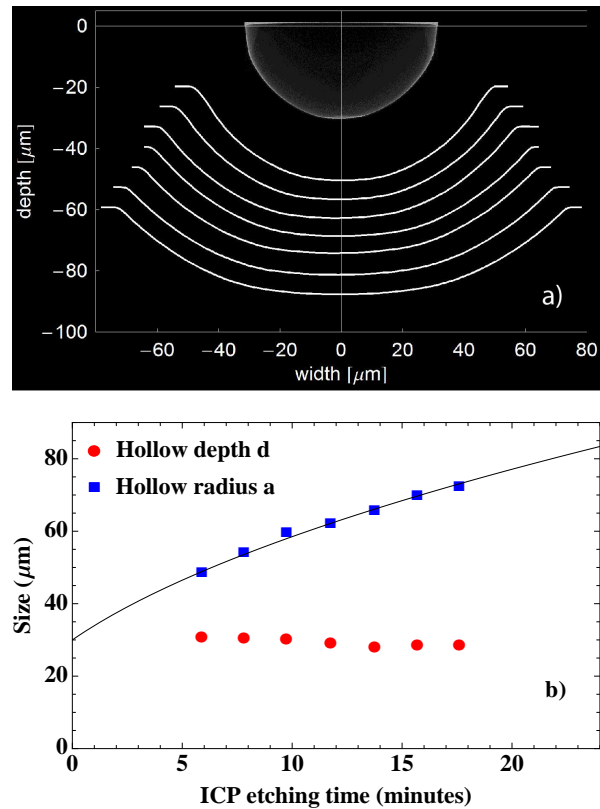 0
−20
−40
−60
−80
−100
depth [μm]
−60 −40 −20 0 20 40 60 80
width [μm]
a)
80
60
40
20
0
Size (μm)
Hollow depth d
Hollow radius a
b)
0 5 10 15 20
ICP etching time (minutes)